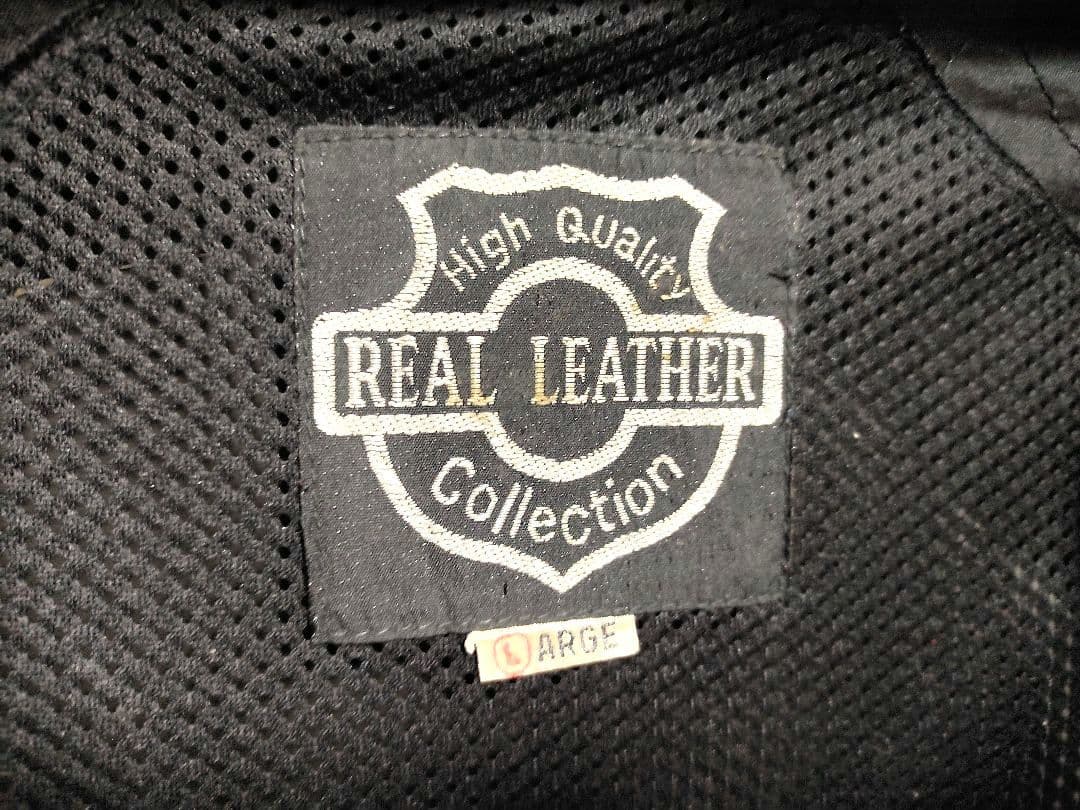 High Quality
REAL LEATHER
Collection
LARGE